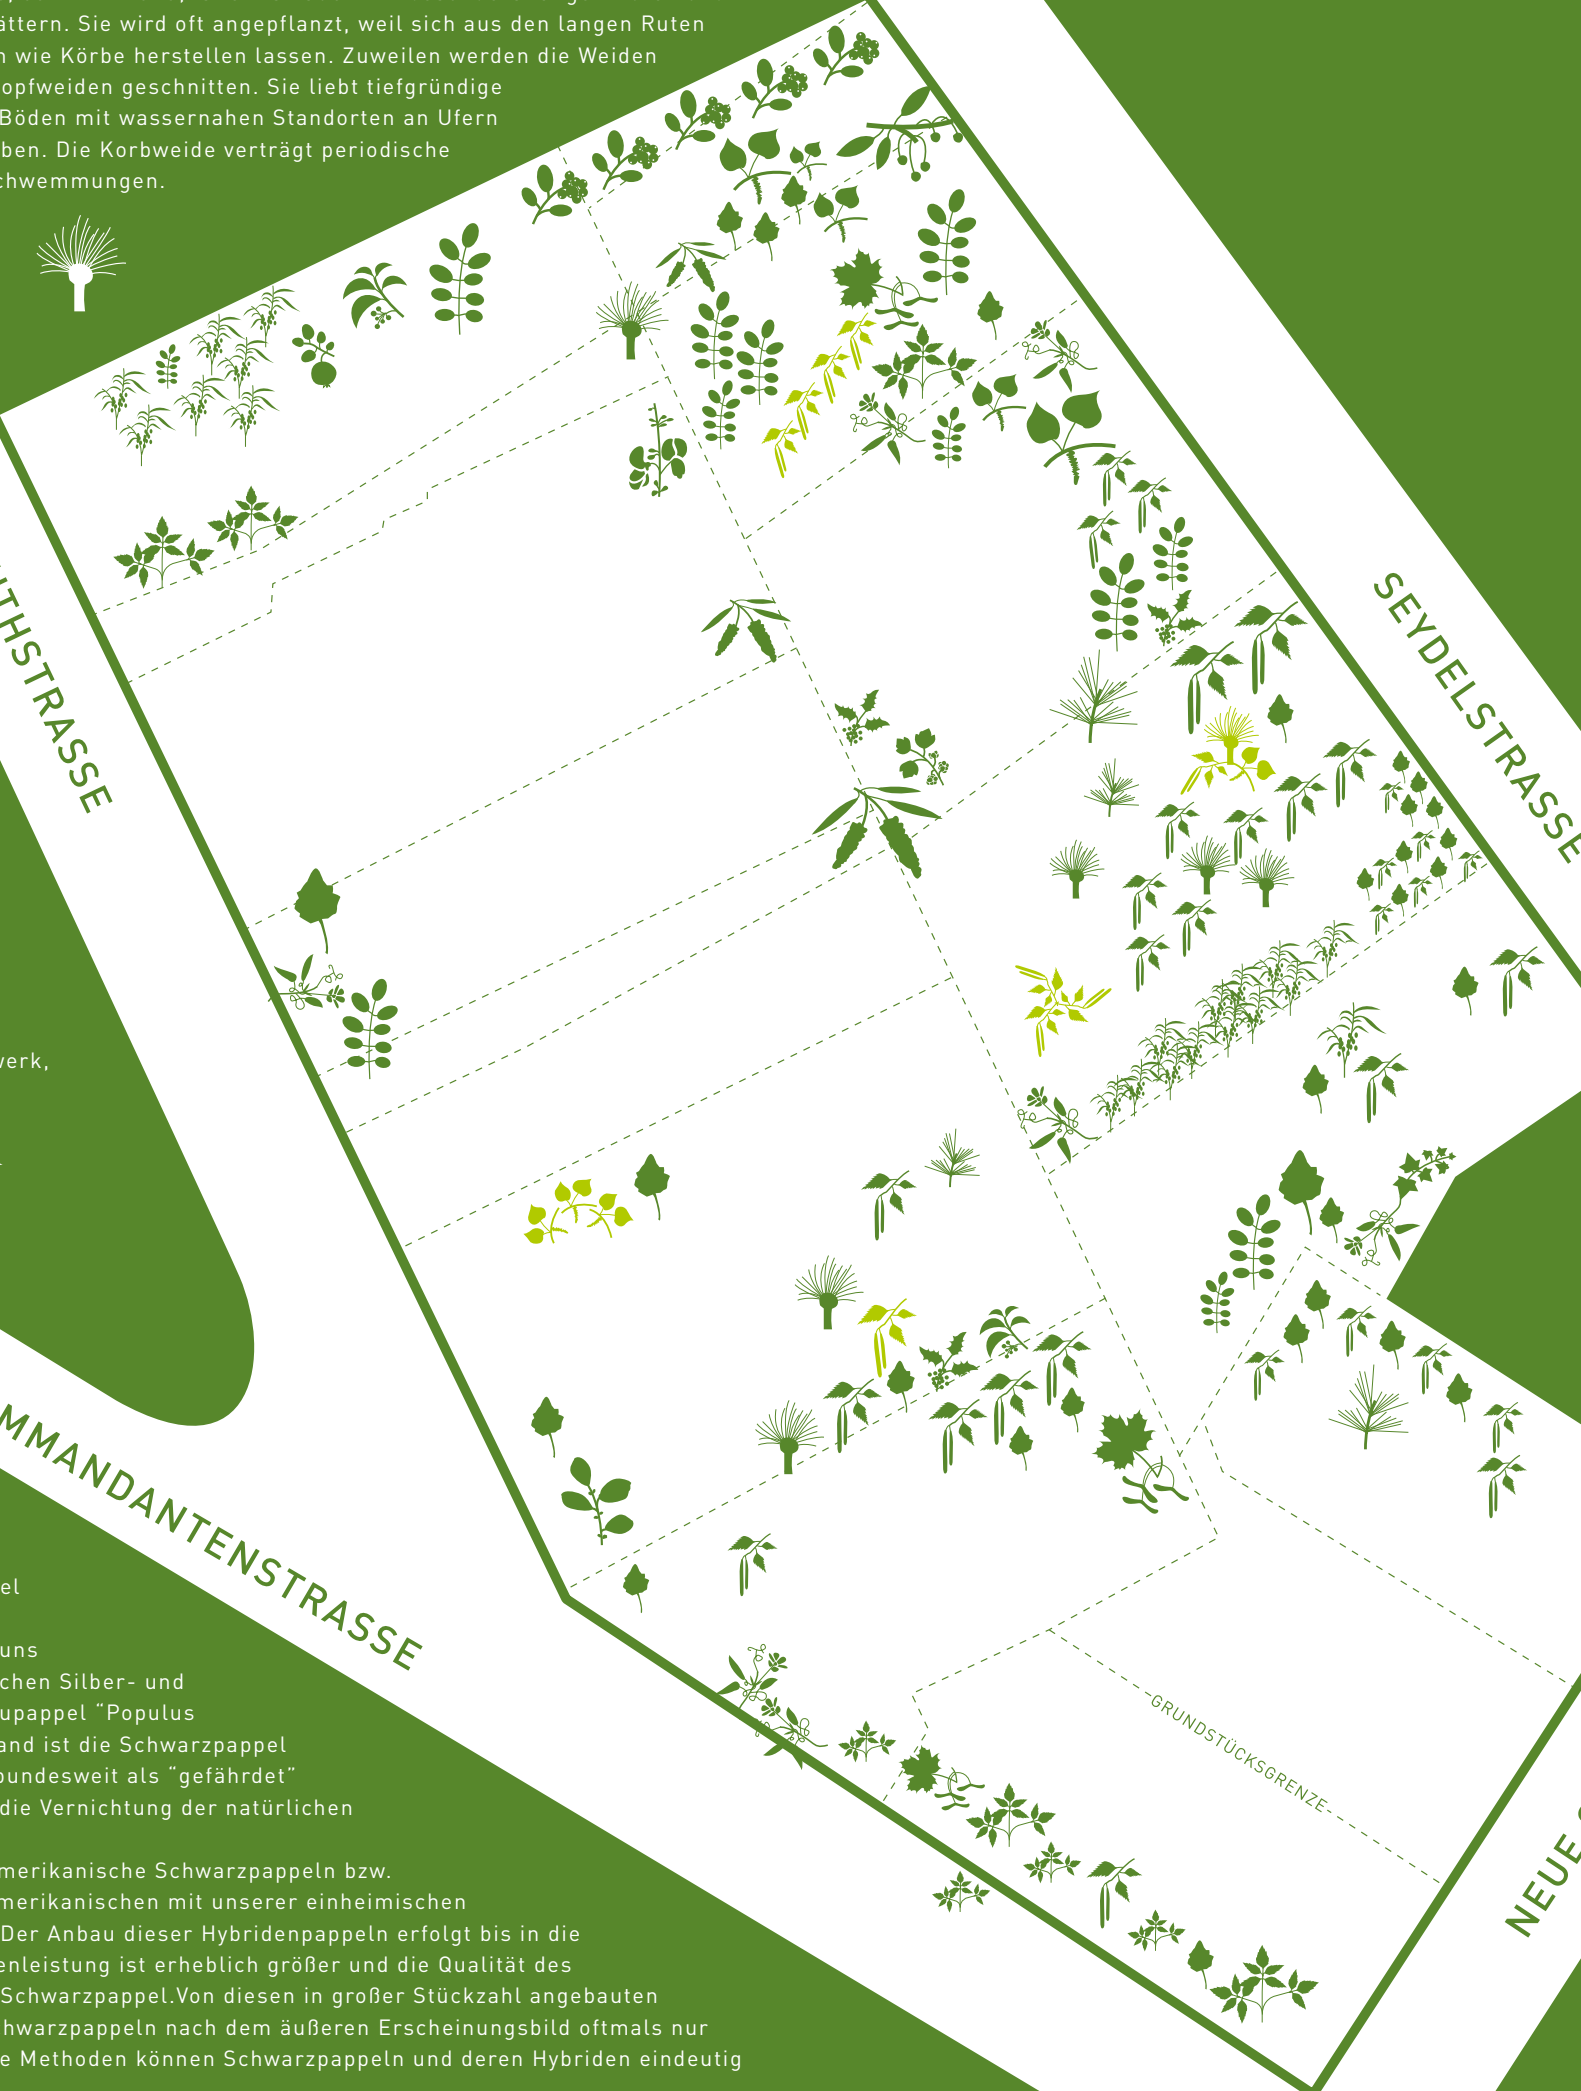 ättern. Sie wird oft angepflanzt, weil sich aus den langen Ruten
wie Körbe herstellen lassen. Zuweilen werden die Weiden
opfweiden geschnitten. Sie liebt tiefgründige
Böden mit wassernahen Standorten an Ufern
ben. Die Korbweide verträgt periodische
chwemmungen.
THSTRASSE
SEYDELSTRASSE
werk,
MMANDANTENSTRASSE
el
uns
chen Silber- und
upappel “Populus
and ist die Schwarzpappel
bundesweit als “gefährdet”
die Vernichtung der natürlichen
GRUNDSTÜCKSGRENZE
merikanische Schwarzpappeln bzw.
merikanischen mit unserer einheimischen
Der Anbau dieser Hybridenpappeln erfolgt bis in die
enleistung ist erheblich größer und die Qualität des
Schwarzpappel.Von diesen in großer Stückzahl angebauten
hwarzpappeln nach dem äußeren Erscheinungsbild oftmals nur
e Methoden können Schwarzpappeln und deren Hybriden eindeutig
NEUE